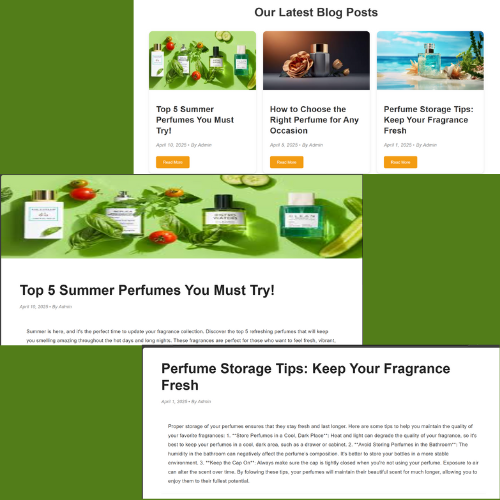 Our Latest Blog Posts
Top 5 Summer
Perfumes You Must
Try!
April 10, 2025 • By Admin
Read More
How to Choose the
Right Perfume for Any
Occasion
April 9, 2025 • By Admin
Read More
Perfume Storage Tips:
Keep Your Fragrance
Fresh
April 1, 2025 • By Admin
Read More
Top 5 Summer Perfumes You Must Try!
April 10, 2025 • By Admin
Summer is here, and it's the perfect time to update your fragrance collection. Discover the top 5 refreshing perfumes that will keep
you smelling amazing throughout the hot days and long nights. These fragrances are perfect for those who want to feel fresh, vibrant,
Perfume Storage Tips: Keep Your Fragrance
Fresh
April 1, 2025 • By Admin
Proper storage of your perfumes ensures that they stay fresh and last longer. Here are some tips to help you maintain the quality of
your favorite fragrances: 1. **Store Perfumes in a Cool, Dark Place**: Heat and light can degrade the quality of your fragrance, so it's
best to keep your perfumes in a cool, dark area, such as a drawer or cabinet. 2. **Avoid Storing Perfumes in the Bathroom**: The
humidity in the bathroom can negatively affect the perfume's composition. It's better to store your bottles in a more stable
environment. 3. **Keep the Cap On**: Always make sure the cap is tightly closed when you're not using your perfume. Exposure to air
can alter the scent over time. By following these tips, your perfumes will maintain their beautiful scent for much longer, allowing you to
enjoy them to their fullest potential.